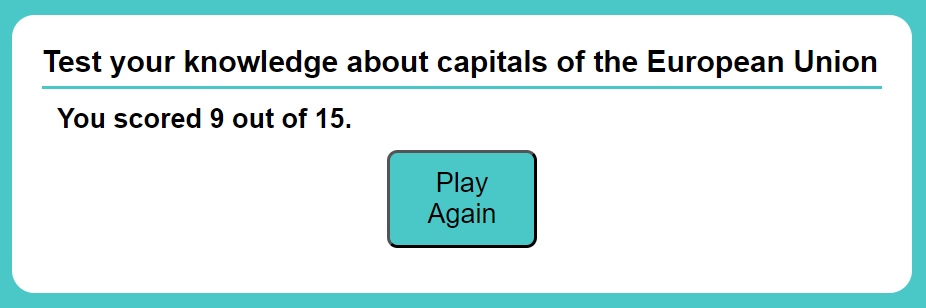 Test your knowledge about capitals of the European Union
You scored 9 out of 15.
Play
Again